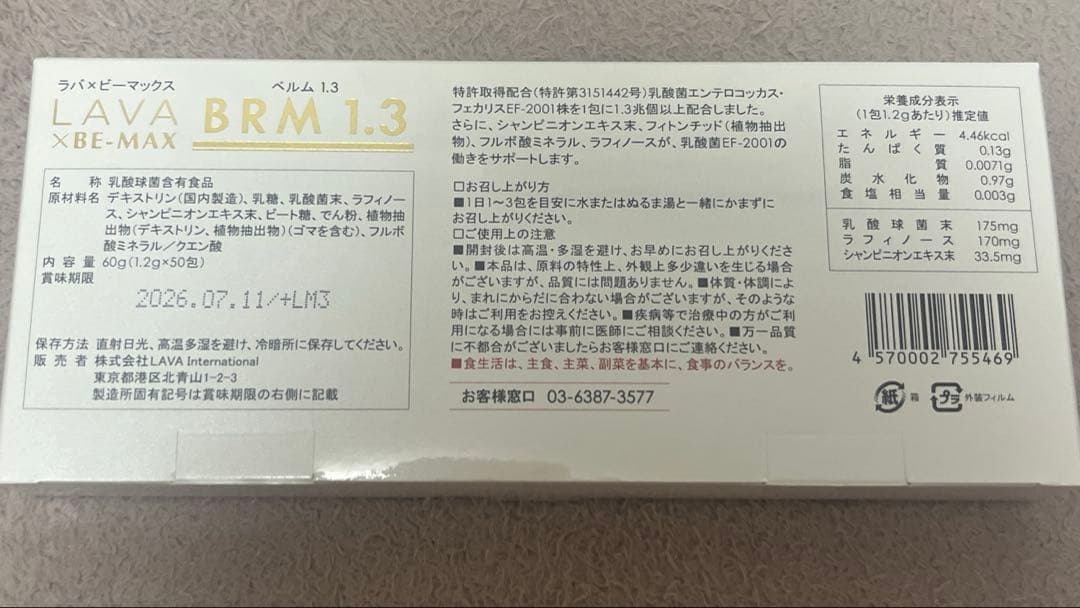 ラバ×ビーマックス
LAVA
×BE-MAX
ベルム 1.3
BRM 1.3
名 称 乳酸球菌含有食品
原材料名 デキストリン(国内製造)、乳糖、乳酸菌末、ラフィノー
ス、シャンピニオンエキス末、ビート糖、でん粉、植物抽
出物(デキストリン、植物抽出物)(ゴマを含む)、フルボ
酸ミネラル/クエン酸
内 容 量 60g(1.2g×50包)
賞味期限
2026.07.11/+LM3
保存方法 直射日光、高温多湿を避け、冷暗所に保存してください。
販 売 者 株式会社LAVA International
東京都港区北青山1-2-3
製造所固有記号は賞味期限の右側に記載
特許取得配合(特許第3151442号)乳酸菌エンテロコッカス・
フェカリスEF-2001株を1包に1.3兆個以上配合しました。
さらに、シャンピニオンエキス末、フィトンチッド(植物抽出
物)、フルボ酸ミネラル、ラフィノースが、乳酸菌EF-2001の
働きをサポートします。
□お召し上がり方
■1日1〜3包を目安に水またはぬるま湯と一緒にかまずに
お召し上がりください。
□ご使用上の注意
■開封後は高温・多湿を避け、お早めにお召し上がりくださ
い。■本品は、原料の特性上、外観上多少違いを生じる場合
がございますが、品質には問題ありません。■体質・体調によ
り、まれにからだに合わない場合がございますが、そのような
時はご利用をお控えください。■疾病等で治療中の方がご利
用になる場合には事前に医師にご相談ください。■万一品質
に不都合がございましたらお客様窓口にご連絡ください。
■食生活は、主食、主菜、副菜を基本に、食事のバランスを。
お客様窓口 03-6387-3577
栄養成分表示
(1包1.2gあたり)推定値
エネルギー 4.46kcal
たんぱく質 0.13g
脂質 0.0071g
炭水化物 0.97g
食塩相当量 0.003g
乳酸球菌末 175mg
ラフィノース 170mg
シャンピニオンエキス末 33.5mg
4 570002 755469
紙 箱 プラ 外装フィルム